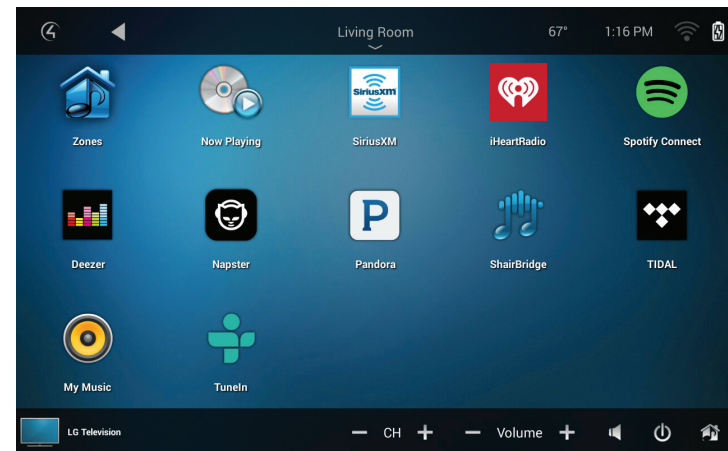 Living Room
67°
1:16 PM
Zones
Now Playing
SiriusXM
SiriusXM
iHeartRadio
Spotify Connect
Deezer
Napster
P
Pandora
ShairBridge
TIDAL
My Music
TuneIn
LG Television
− CH +
− Volume +